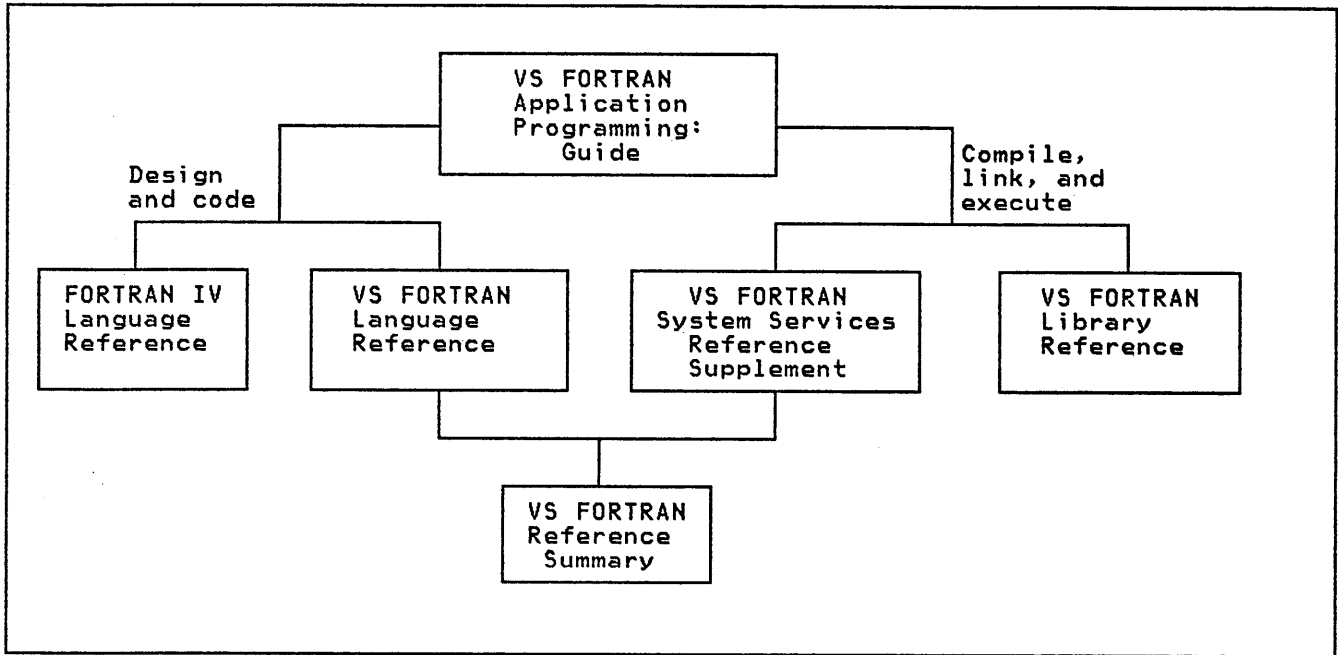 VS FORTRAN
Application
Programming:
Guide
Design
and code
Compile,
link, and
execute
FORTRAN IV
Language
Reference
VS FORTRAN
Language
Reference
VS FORTRAN
System Services
Reference
Supplement
VS FORTRAN
Library
Reference
VS FORTRAN
Reference
Summary